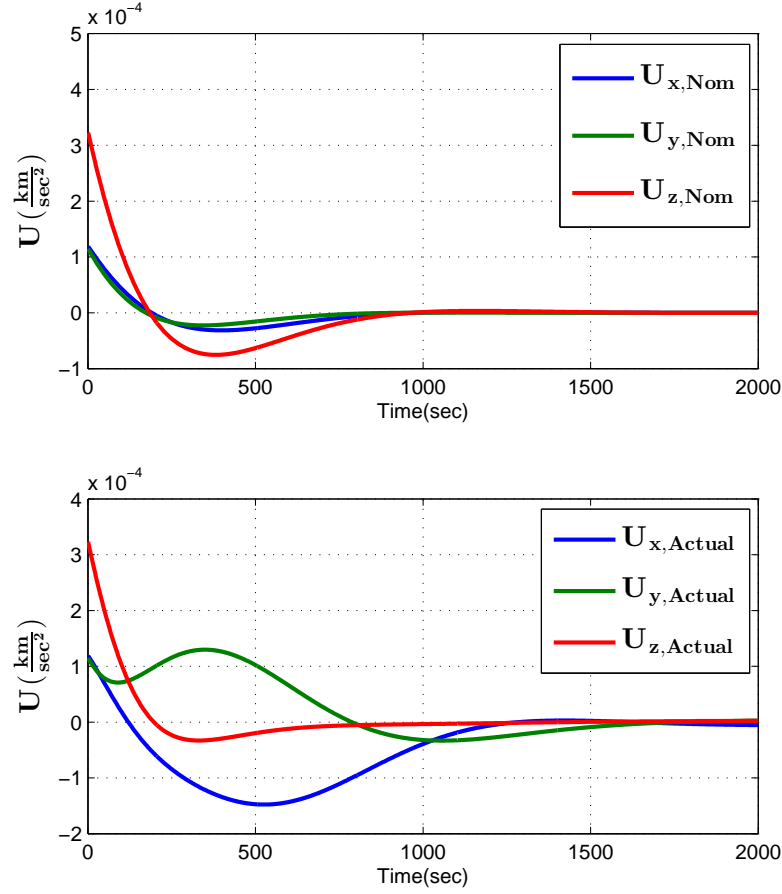 x 10⁻⁴
5
4
3
2
1
0
−1
U (km/sec²)
0 500 1000 1500 2000
Time(sec)
U x,Nom
U y,Nom
U z,Nom
x 10⁻⁴
4
3
2
1
0
−1
−2
U (km/sec²)
0 500 1000 1500 2000
Time(sec)
U x,Actual
U y,Actual
U z,Actual